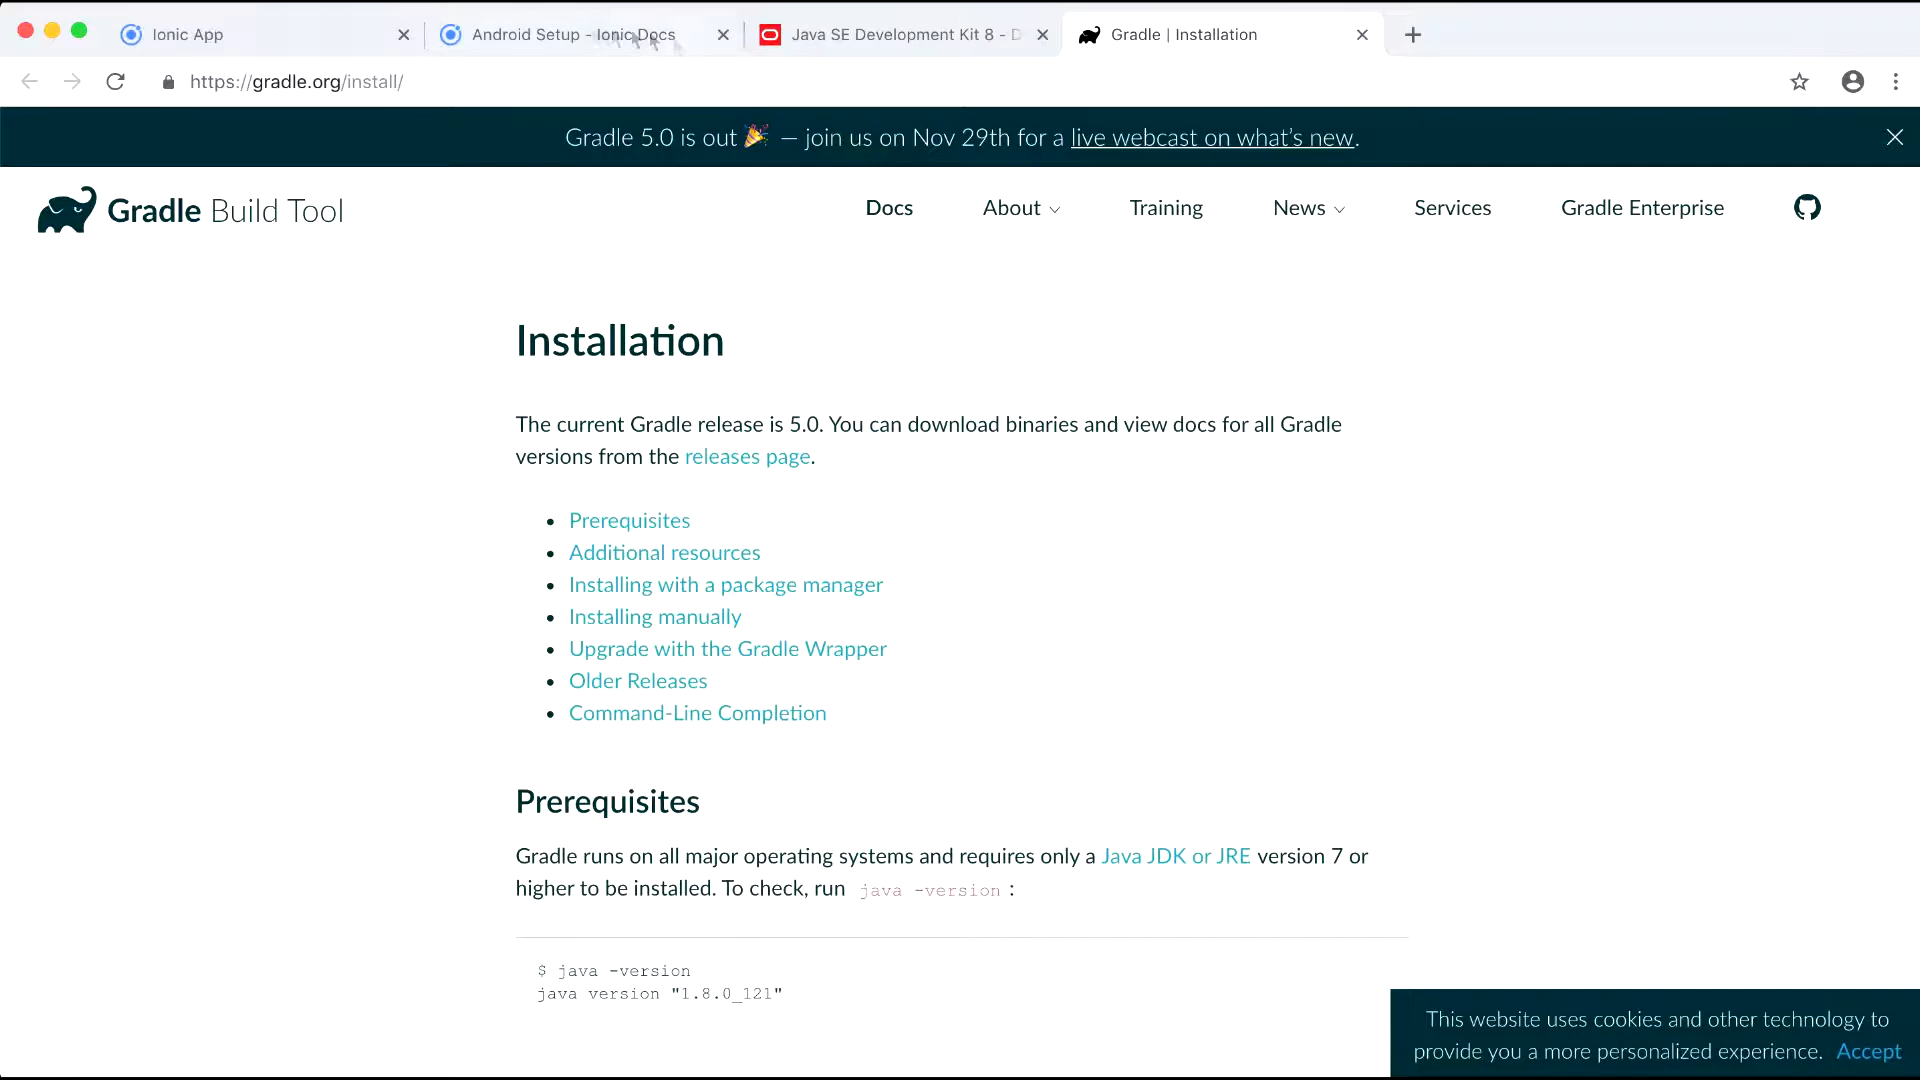 Ionic App
Android Setup - Ionic Docs
Java SE Development Kit 8 - D
Gradle | Installation
https://gradle.org/install/
Gradle 5.0 is out 🎉 — join us on Nov 29th for a live webcast on what's new.
Gradle Build Tool
Docs
About
Training
News
Services
Gradle Enterprise
Installation
The current Gradle release is 5.0. You can download binaries and view docs for all Gradle
versions from the releases page.
Prerequisites
Additional resources
Installing with a package manager
Installing manually
Upgrade with the Gradle Wrapper
Older Releases
Command-Line Completion
Prerequisites
Gradle runs on all major operating systems and requires only a Java JDK or JRE version 7 or
higher to be installed. To check, run java -version :
$ java -version
java version "1.8.0_121"
This website uses cookies and other technology to
provide you a more personalized experience. Accept